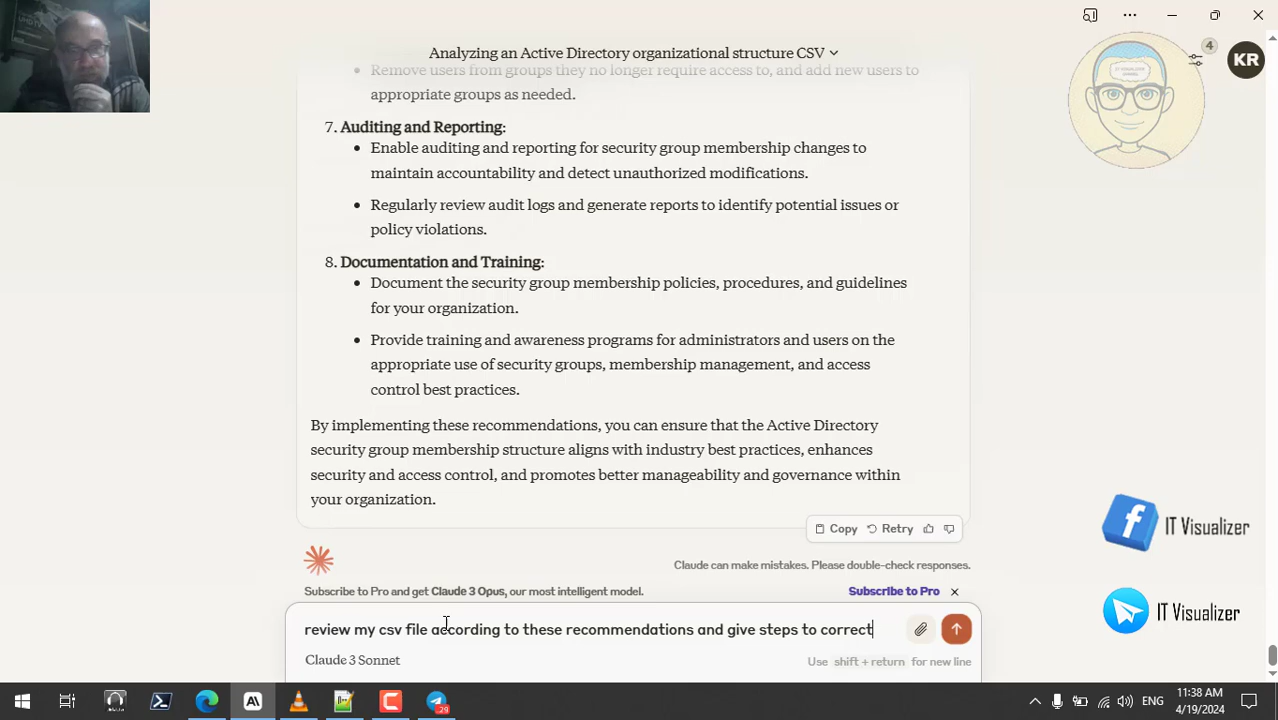 Analyzing an Active Directory organizational structure CSV
4
KR
Remove users from groups they no longer require access to, and add new users to
appropriate groups as needed.
7. Auditing and Reporting:
Enable auditing and reporting for security group membership changes to
maintain accountability and detect unauthorized modifications.
Regularly review audit logs and generate reports to identify potential issues or
policy violations.
8. Documentation and Training:
Document the security group membership policies, procedures, and guidelines
for your organization.
Provide training and awareness programs for administrators and users on the
appropriate use of security groups, membership management, and access
control best practices.
By implementing these recommendations, you can ensure that the Active Directory
security group membership structure aligns with industry best practices, enhances
security and access control, and promotes better manageability and governance within
your organization.
Copy Retry
Claude can make mistakes. Please double-check responses.
Subscribe to Pro and get Claude 3 Opus, our most intelligent model.
Subscribe to Pro
review my csv file according to these recommendations and give steps to correct
Claude 3 Sonnet
Use shift + return for new line
IT Visualizer
IT Visualizer
29
ENG
11:38 AM
4/19/2024